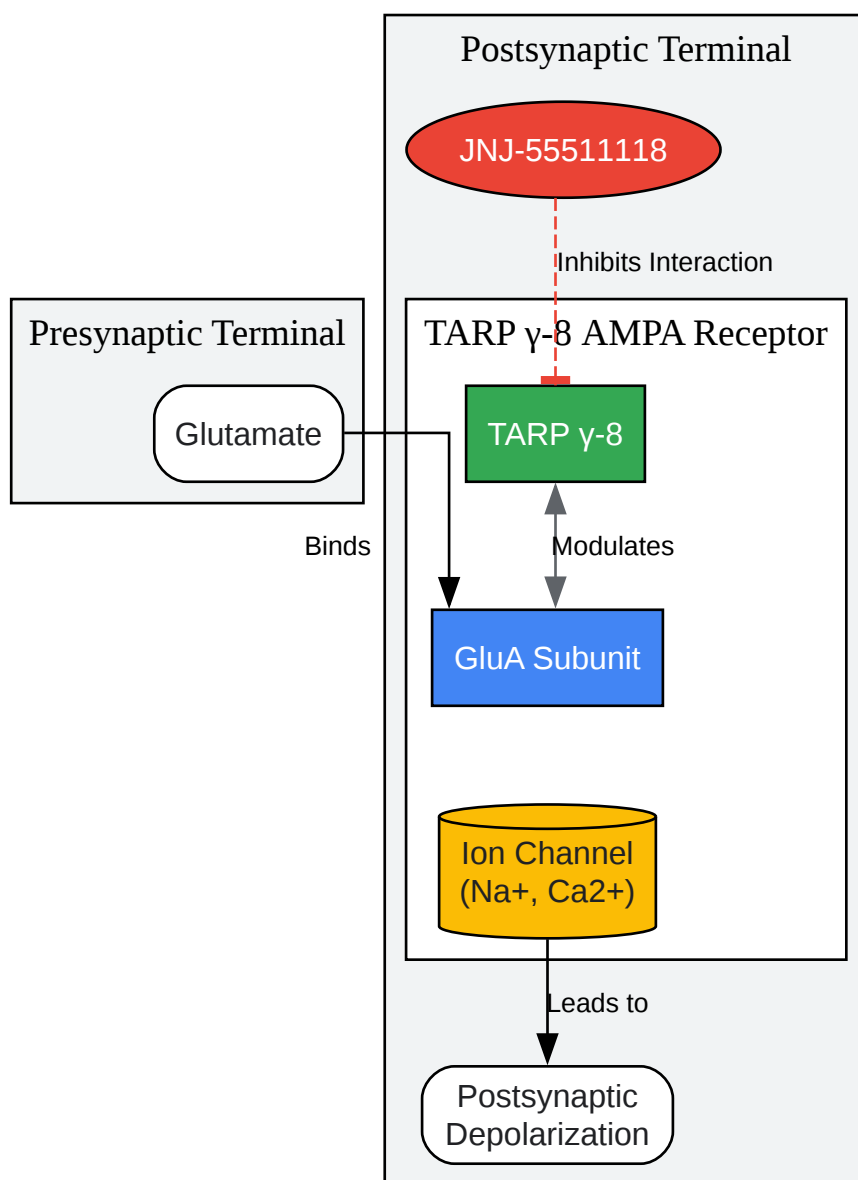 Postsynaptic Terminal
JNJ-55511118
Inhibits Interaction
Presynaptic Terminal
TARP γ-8 AMPA Receptor
Glutamate
TARP γ-8
Binds
Modulates
GluA Subunit
Ion Channel
(Na+, Ca2+)
Leads to
Postsynaptic
Depolarization